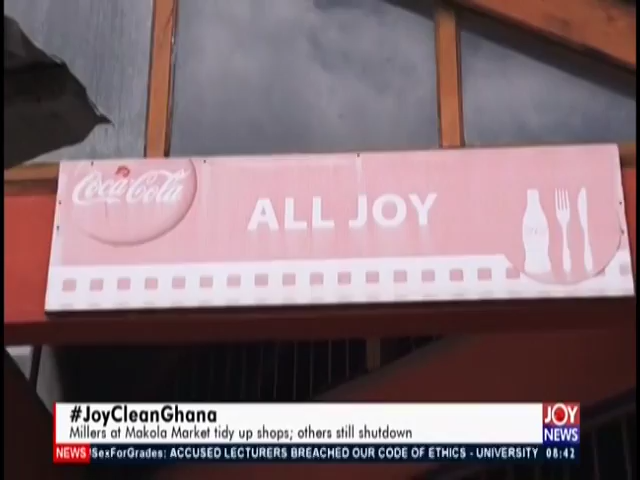 Coca-Cola
ALL JOY
#JoyCleanGhana
Millers at Makola Market tidy up shops; others still shutdown
JOY
NEWS
NEWS
SexForGrades: ACCUSED LECTURERS BREACHED OUR CODE OF ETHICS - UNIVERSITY
08:42